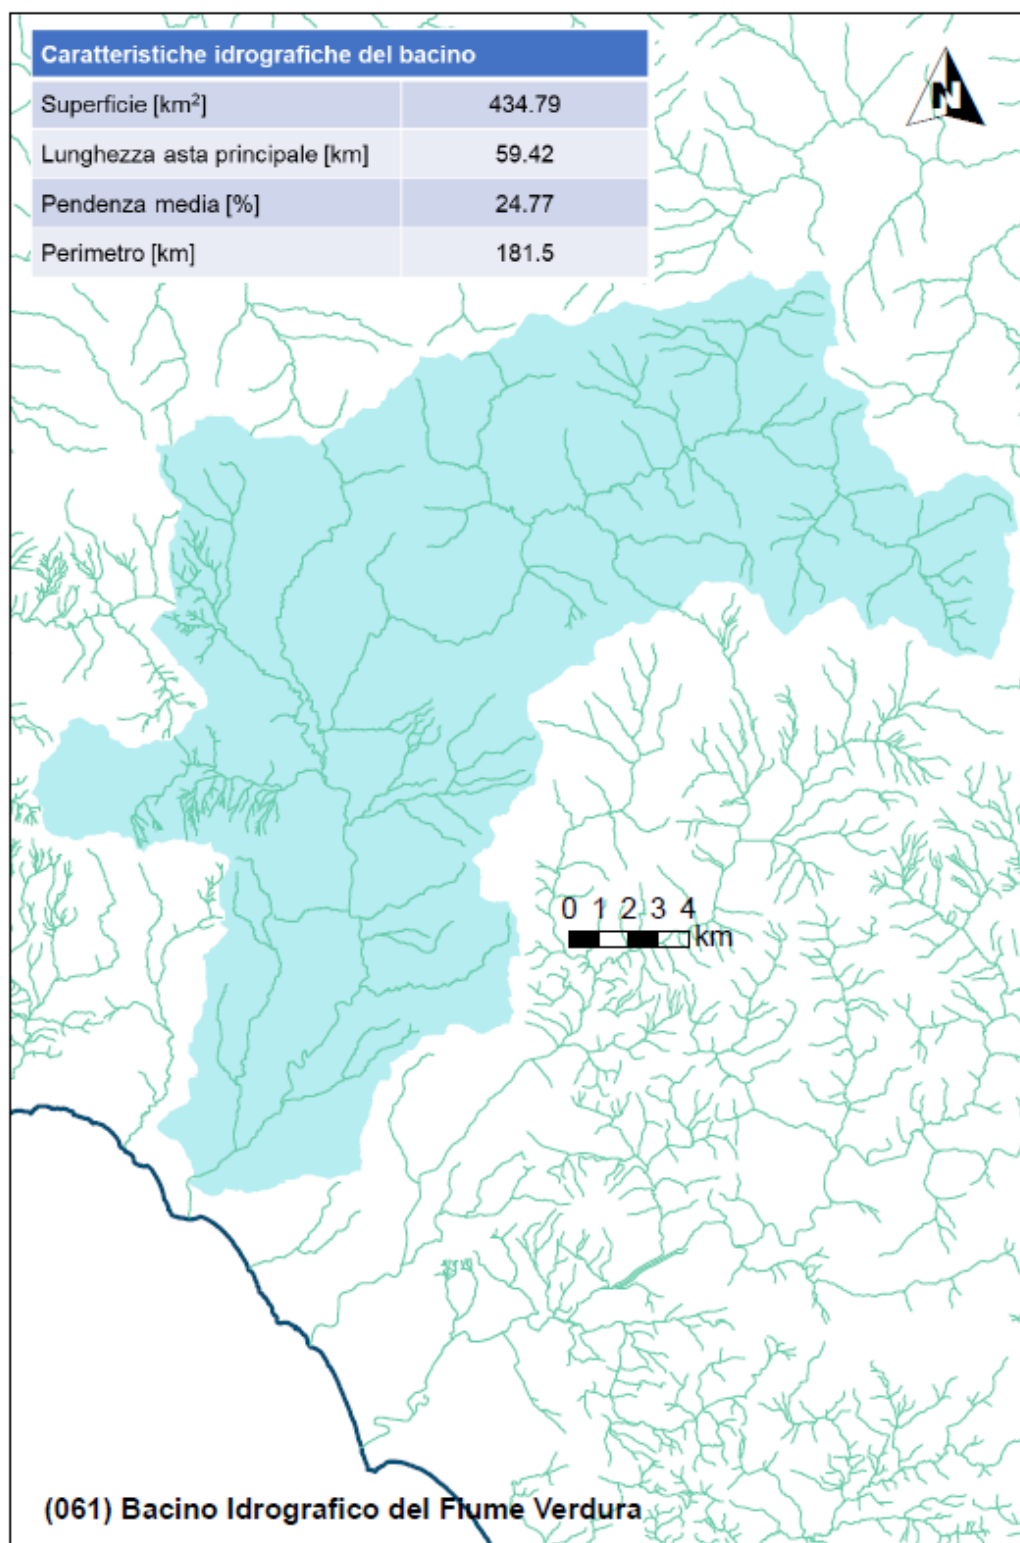 Caratteristiche idrografiche del bacino
Superficie [km²] 434.79
Lunghezza asta principale [km] 59.42
Pendenza media [%] 24.77
Perimetro [km] 181.5
N
0 1 2 3 4
km
(061) Bacino Idrografico del Fiume Verdura